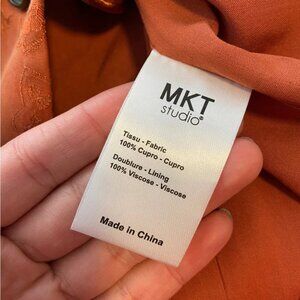 MKT
studio®
Tissu - Fabric
100% Cupro - Cupro
Doublure - Lining
100% Viscose - Viscose
Made in China